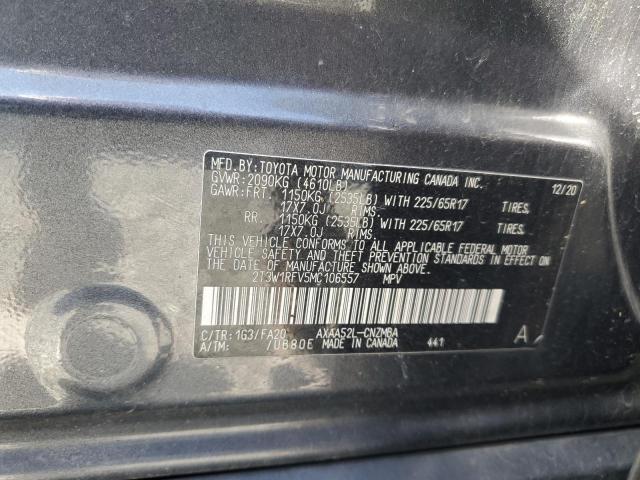 MFD.BY:TOYOTA MOTOR MANUFACTURING CANADA INC. 12/20
GVWR:2090KG (4610LB)
GAWR:FRT. 1150KG (2535LB) WITH 225/65R17 TIRES,
17X7.0J RIMS.
RR. 1150KG (2535LB) WITH 225/65R17 TIRES,
17X7.0J RIMS.
THIS VEHICLE CONFORMS TO ALL APPLICABLE FEDERAL MOTOR
VEHICLE SAFETY AND THEFT PREVENTION STANDARDS IN EFFECT ON
THE DATE OF MANUFACTURE SHOWN ABOVE.
2T3W1RFV5MC106557 MPV
C/TR:1G3/FA20 AXAA52L-CNZMBA A
A/TM: /UB80E MADE IN CANADA 441